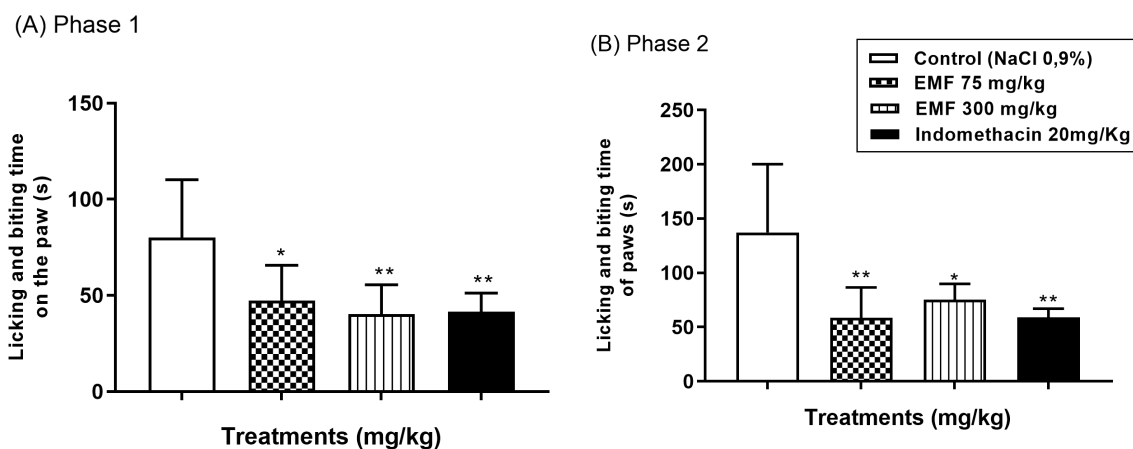 (A) Phase 1
150
100
50
0
Licking and biting time
on the paw (s)
*
**
**
Treatments (mg/kg)
(B) Phase 2
Control (NaCl 0,9%)
EMF 75 mg/kg
EMF 300 mg/kg
Indomethacin 20mg/Kg
250
200
150
100
50
0
Licking and biting time
of paws (s)
**
*
**
Treatments (mg/kg)